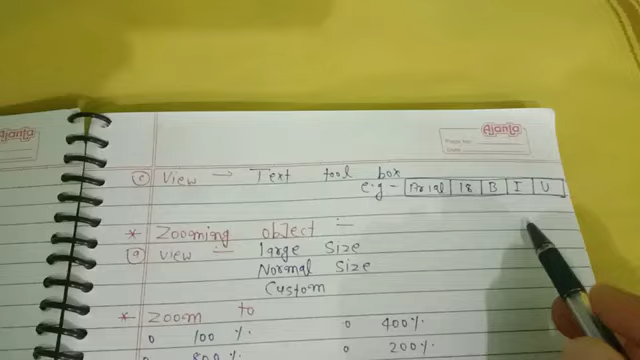 Ajanta
Ajanta
Page No.
Date
c View → Text tool box
e.g - Arial 18 B I U
* Zooming object :-
a View :- large Size
Normal Size
Custom
* Zoom to
o 100 %. o 400%.
o 800%. o 200%.